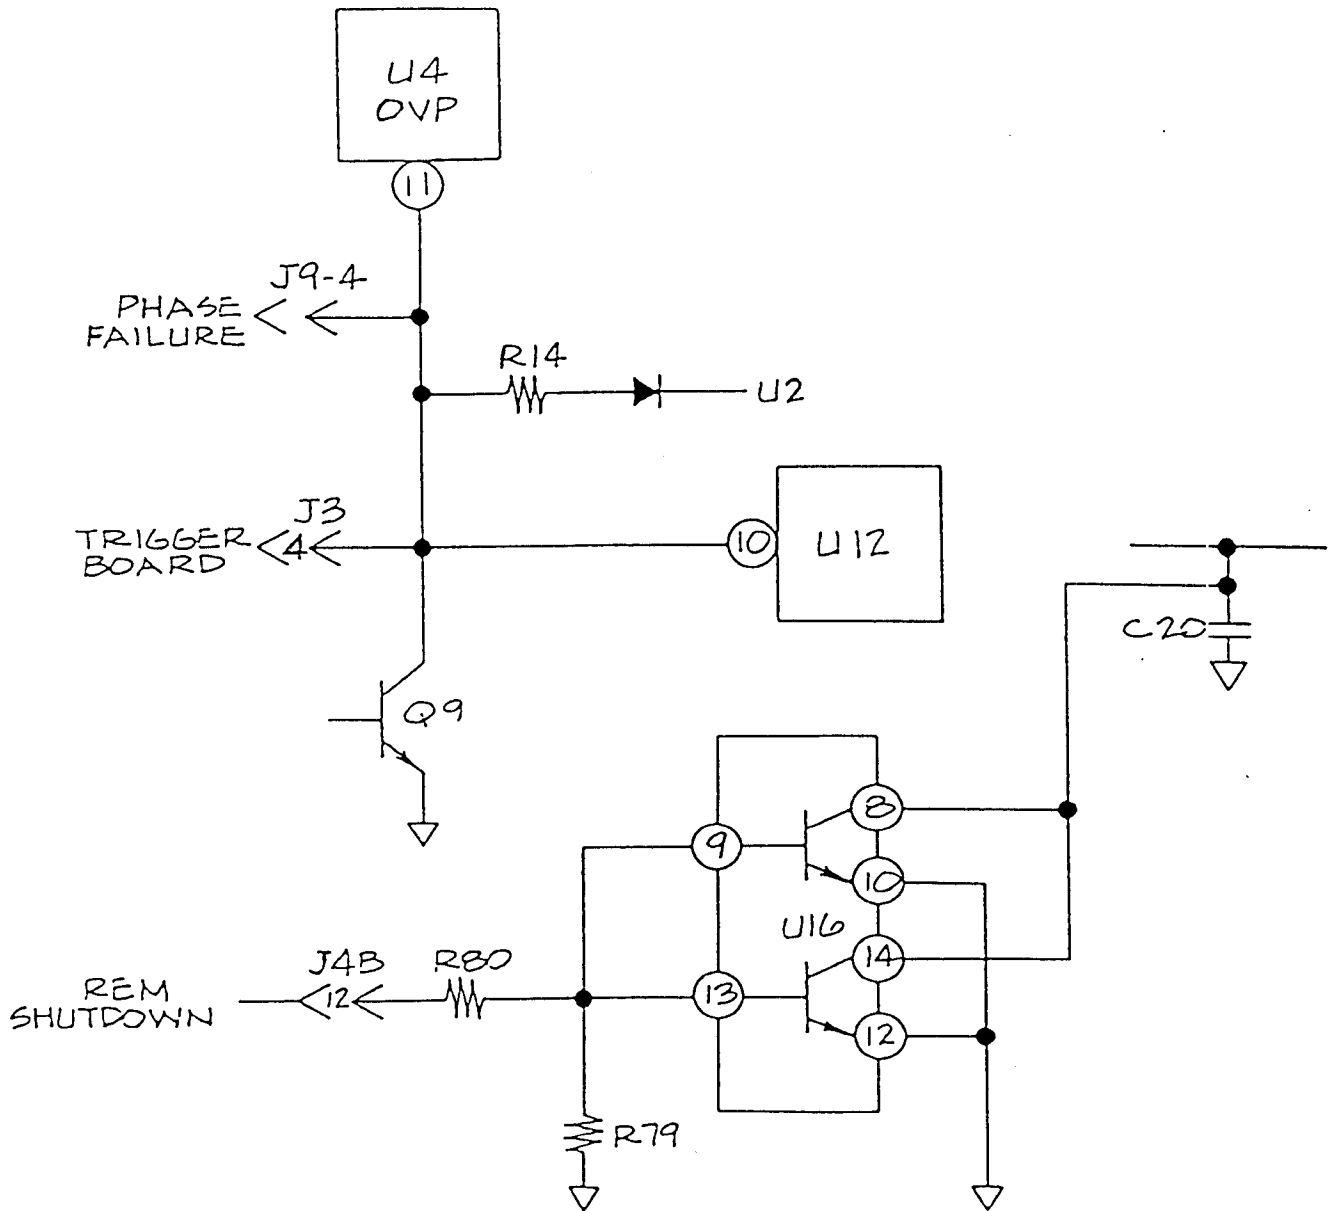 U4
OVP
11
J9-4
PHASE
FAILURE
R14
U2
J3
TRIGGER
BOARD
4
10
U12
C20
Q9
8
9
10
U16
14
J4B
R80
13
REM
SHUTDOWN
12
12
R79